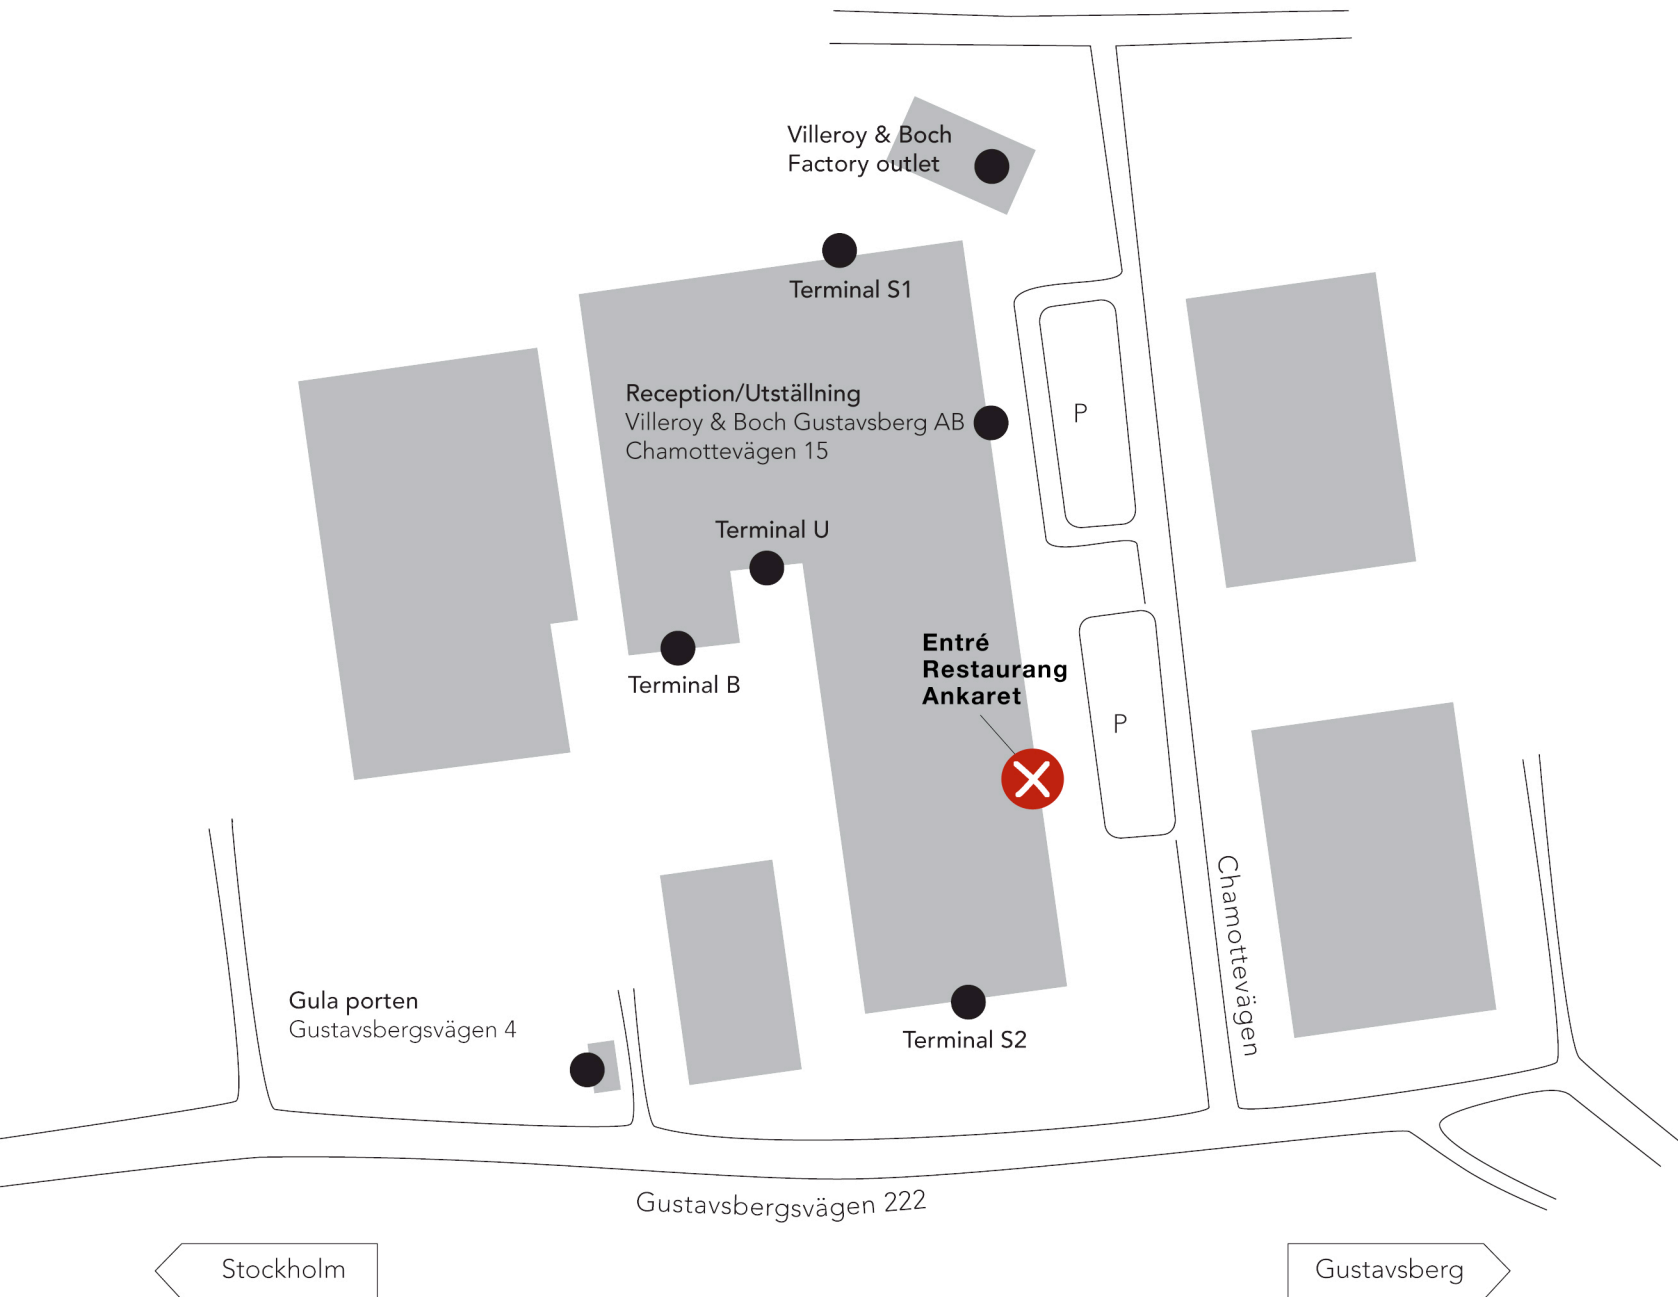 Villeroy & Boch
Factory outlet
Terminal S1
Reception/Utställning
Villeroy & Boch Gustavsberg AB
Chamottevägen 15
P
Terminal U
Entré
Restaurang
Ankaret
Terminal B
P
Chamottevägen
Gula porten
Gustavsbergsvägen 4
Terminal S2
Gustavsbergsvägen 222
Stockholm
Gustavsberg